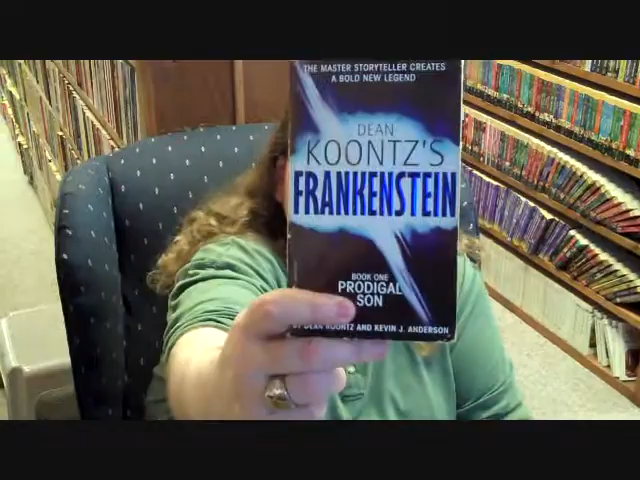 THE MASTER STORYTELLER CREATES
A BOLD NEW LEGEND
DEAN
KOONTZ'S
FRANKENSTEIN
BOOK ONE
PRODIGAL
SON
BY DEAN KOONTZ AND KEVIN J. ANDERSON